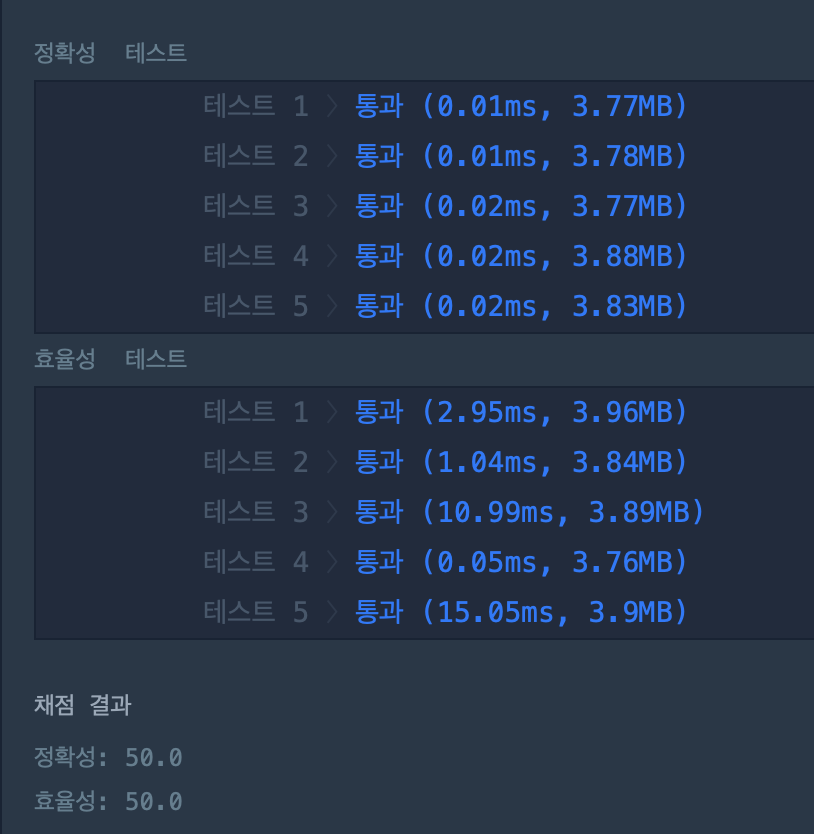 정확성 테스트
테스트 1 〉 통과 (0.01ms, 3.77MB)
테스트 2 〉 통과 (0.01ms, 3.78MB)
테스트 3 〉 통과 (0.02ms, 3.77MB)
테스트 4 〉 통과 (0.02ms, 3.88MB)
테스트 5 〉 통과 (0.02ms, 3.83MB)
효율성 테스트
테스트 1 〉 통과 (2.95ms, 3.96MB)
테스트 2 〉 통과 (1.04ms, 3.84MB)
테스트 3 〉 통과 (10.99ms, 3.89MB)
테스트 4 〉 통과 (0.05ms, 3.76MB)
테스트 5 〉 통과 (15.05ms, 3.9MB)
채점 결과
정확성: 50.0
효율성: 50.0